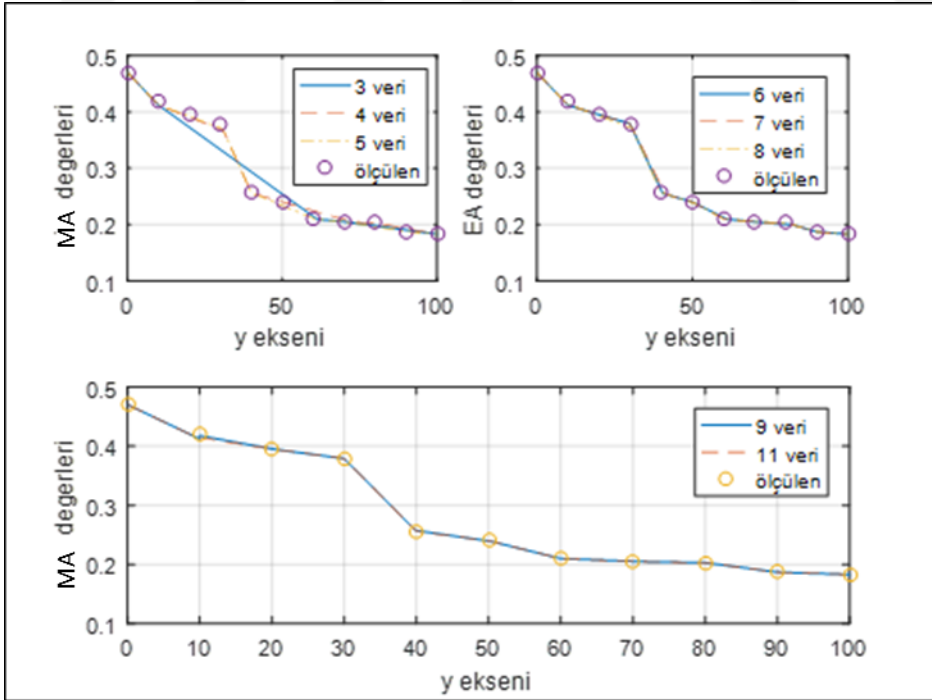 0.5
0.4
0.3
0.2
0.1
MA degerleri
0
50
100
y ekseni
3 veri
4 veri
5 veri
ölçülen
0.5
0.4
0.3
0.2
0.1
EA degerleri
0
50
100
y ekseni
6 veri
7 veri
8 veri
ölçülen
0.5
0.4
0.3
0.2
0.1
MA degerleri
0 10 20 30 40 50 60 70 80 90 100
y ekseni
9 veri
11 veri
ölçülen